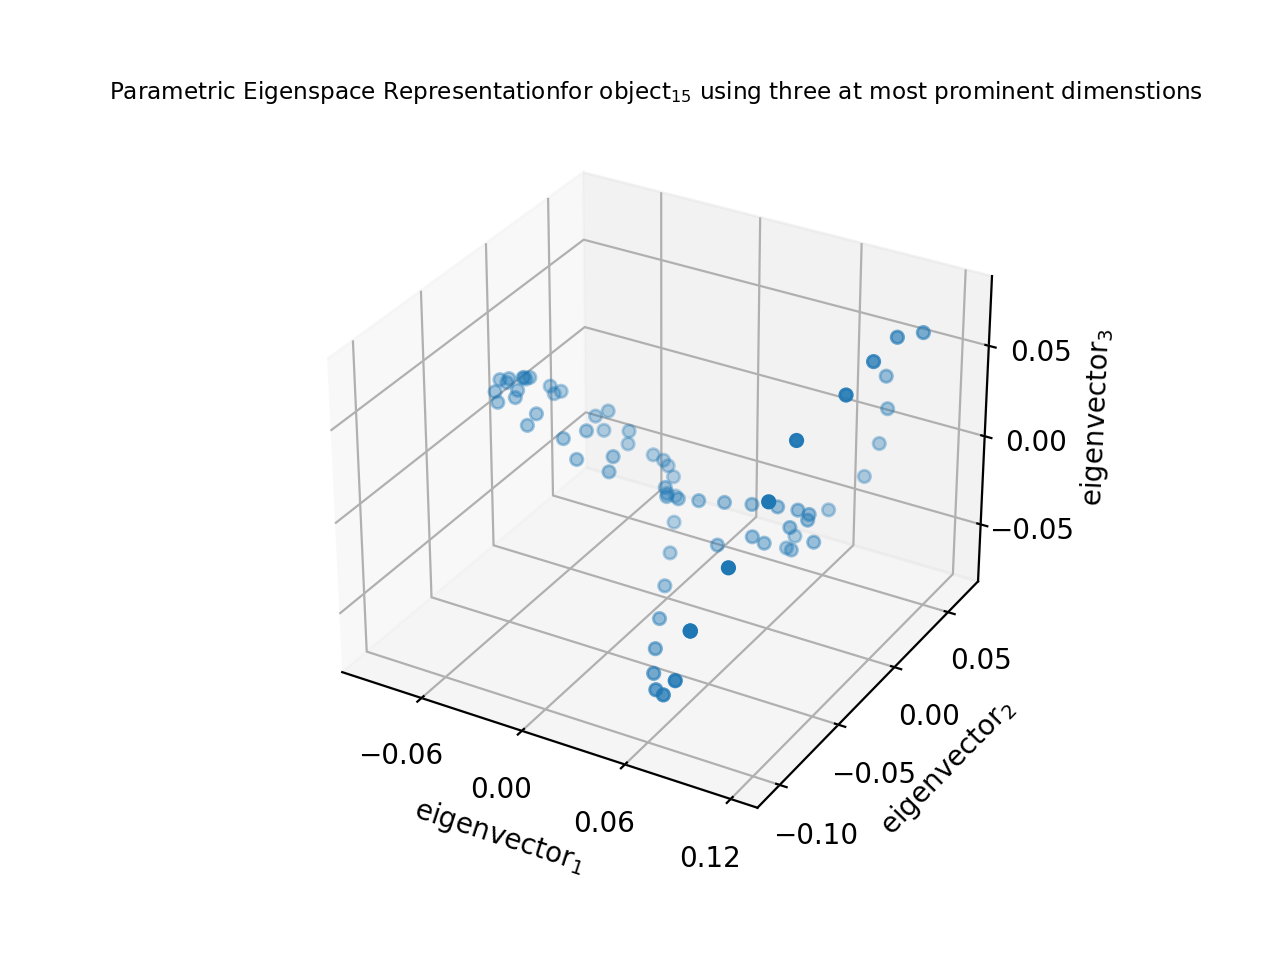 Parametric Eigenspace Representationfor object₁₅ using three at most prominent dimenstions
0.05
0.00
−0.05
eigenvector₃
0.05
0.00
−0.05
−0.10
eigenvector₂
−0.06
0.00
0.06
0.12
eigenvector₁